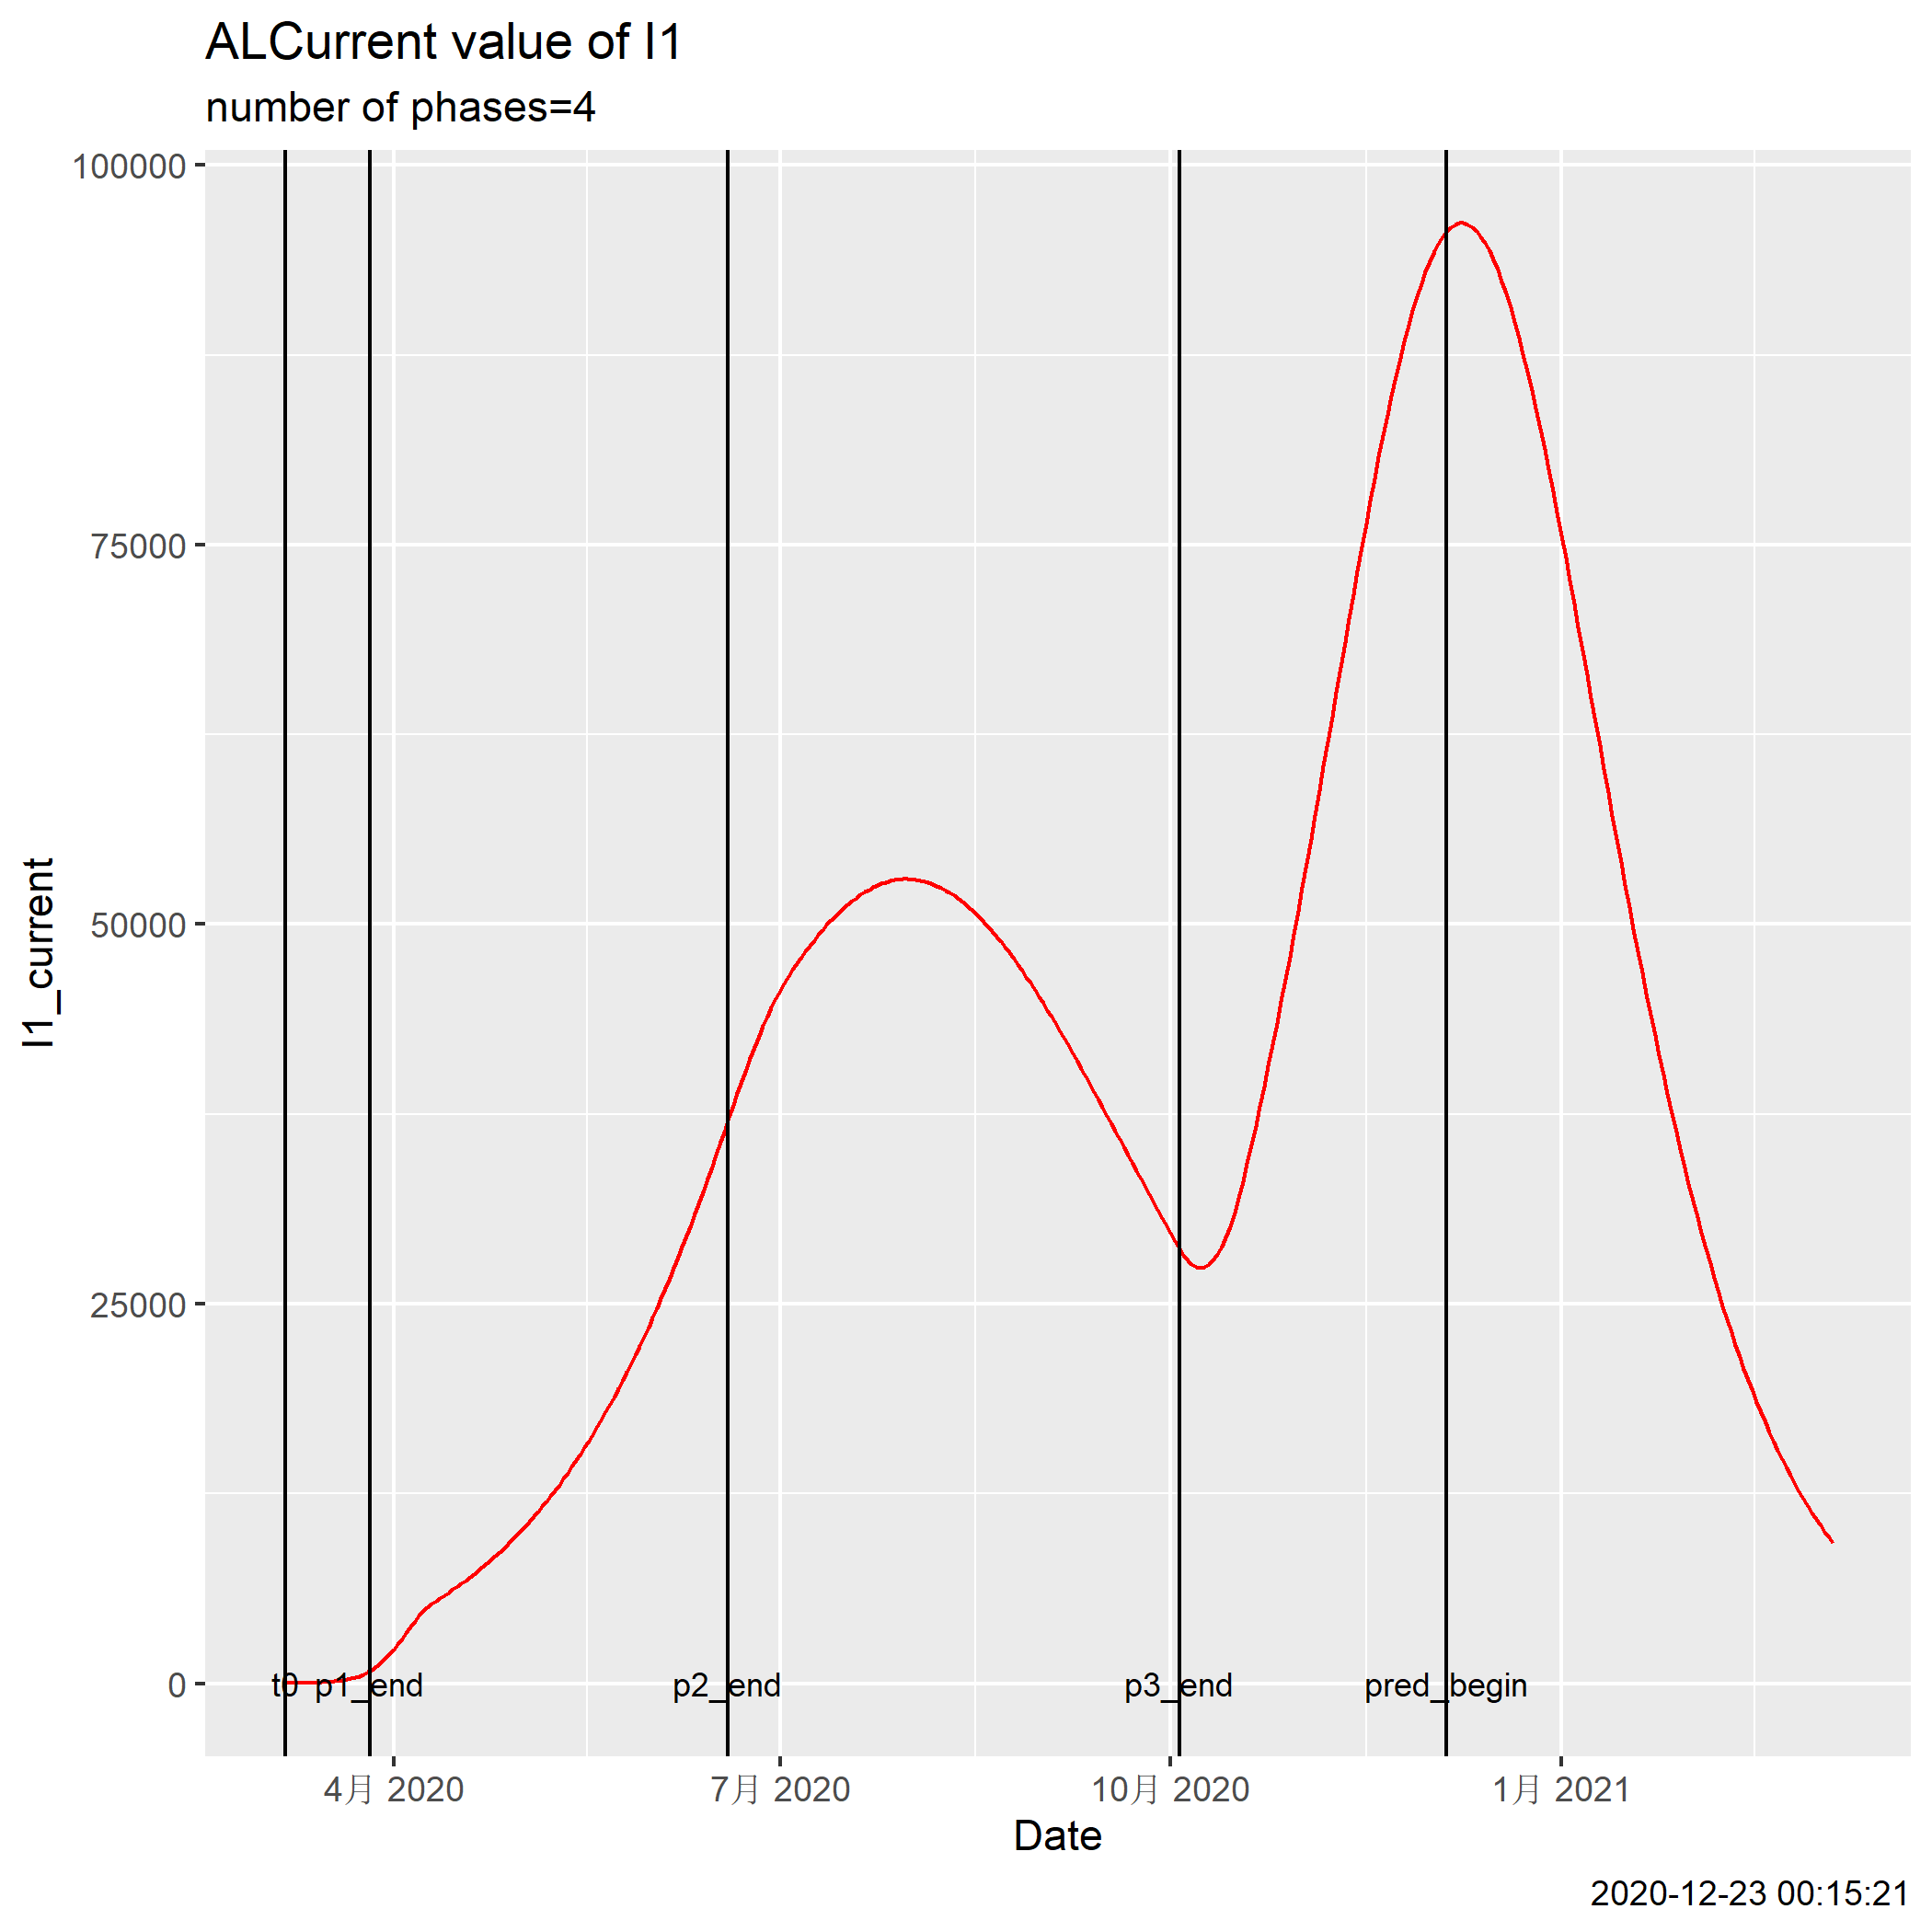 ALCurrent value of I1
number of phases=4
100000
75000
50000
25000
0
I1_current
t0 p1_end p2_end p3_end pred_begin
4月 2020 7月 2020 10月 2020 1月 2021
Date
2020-12-23 00:15:21